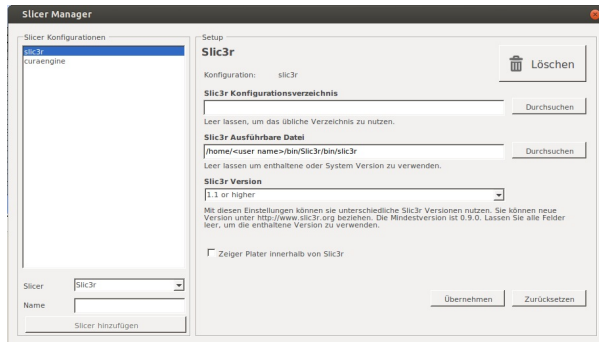 Slicer Manager
Slicer Konfigurationen
slic3r
curaengine
Slicer
Slic3r
Name
Slicer hinzufügen
Setup
Slic3r
Löschen
Konfiguration: slic3r
Slic3r Konfigurationsverzeichnis
Durchsuchen
Leer lassen, um das übliche Verzeichnis zu nutzen.
Slic3r Ausführbare Datei
/home/<user name>/bin/Slic3r/bin/slic3r
Durchsuchen
Leer lassen um enthaltene oder System Version zu verwenden.
Slic3r Version
1.1 or higher
Mit diesen Einstellungen können sie unterschiedliche Slic3r Versionen nutzen. Sie können neue
Version unter http://www.slic3r.org beziehen. Die Mindestversion ist 0.9.0. Lassen Sie alle Felder
leer, um die enthaltene Version zu verwenden.
Zeiger Plater innerhalb von Slic3r
Übernehmen
Zurücksetzen